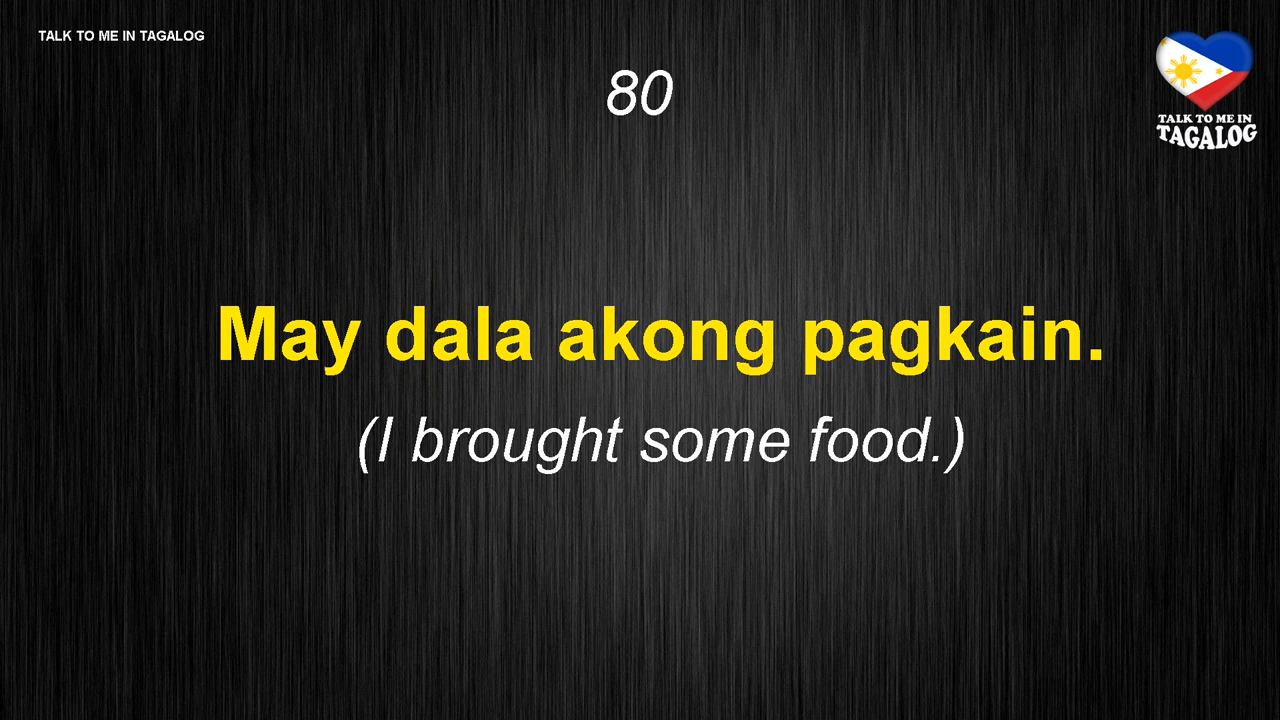 TALK TO ME IN TAGALOG
80
TALK TO ME IN
TAGALOG
May dala akong pagkain.
(I brought some food.)